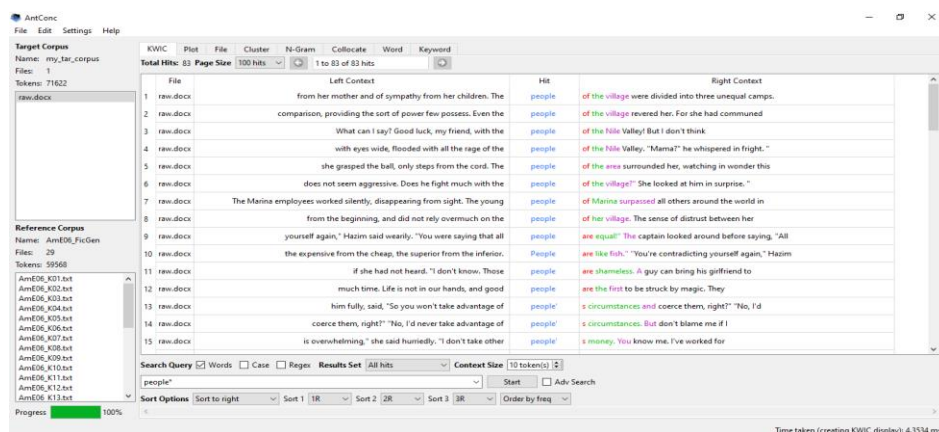 AntConc
File Edit Settings Help
Target Corpus
Name: my_tar_corpus
Files: 1
Tokens: 71622
raw.docx
Reference Corpus
Name: AmE06_FicGen
Files: 29
Tokens: 59568
AmE06_K01.txt
AmE06_K02.txt
AmE06_K03.txt
AmE06_K04.txt
AmE06_K05.txt
AmE06_K06.txt
AmE06_K07.txt
AmE06_K08.txt
AmE06_K09.txt
AmE06_K10.txt
AmE06_K11.txt
AmE06_K12.txt
AmE06_K13.txt
Progress 100%
KWIC Plot File Cluster N-Gram Collocate Word Keyword
Total Hits: 83 Page Size 100 hits 1 to 83 of 83 hits
File Left Context Hit Right Context
1 raw.docx from her mother and of sympathy from her children. The people of the village were divided into three unequal camps.
2 raw.docx comparison, providing the sort of power few possess. Even the people of the village revered her. For she had communed
3 raw.docx What can I say? Good luck, my friend, with the people of the Nile Valley! But I don't think
4 raw.docx with eyes wide, flooded with all the rage of the people of the Nile Valley. "Mama?" he whispered in fright. "
5 raw.docx she grasped the ball, only steps from the cord. The people of the area surrounded her, watching in wonder this
6 raw.docx does not seem aggressive. Does he fight much with the people of the village?" She looked at him in surprise. "
7 raw.docx The Marina employees worked silently, disappearing from sight. The young people of Marina surpassed all others around the world in
8 raw.docx from the beginning, and did not rely overmuch on the people of her village. The sense of distrust between her
9 raw.docx yourself again," Hazim said wearily. "You were saying that all people are equal!" The captain looked around before saying, "All
10 raw.docx the expensive from the cheap, the superior from the inferior. People are like fish." "You're contradicting yourself again," Hazim
11 raw.docx if she had not heard. "I don't know. Those people are shameless. A guy can bring his girlfriend to
12 raw.docx much time. Life is not in our hands, and good people are the first to be struck by magic. They
13 raw.docx him fully, said, "So you won't take advantage of people' s circumstances and coerce them, right?" "No, I'd
14 raw.docx coerce them, right?" "No, I'd never take advantage of people' s circumstances. But don't blame me if I
15 raw.docx is overwhelming," she said hurriedly. "I don't take other people' s money. You know me. I've worked for
Search Query Words Case Regex Results Set All hits Context Size 10 token(s)
people* Start Adv Search
Sort Options Sort to right Sort 1 1R Sort 2 2R Sort 3 3R Order by freq
Time taken (creating KWIC display): 4.3534 ms